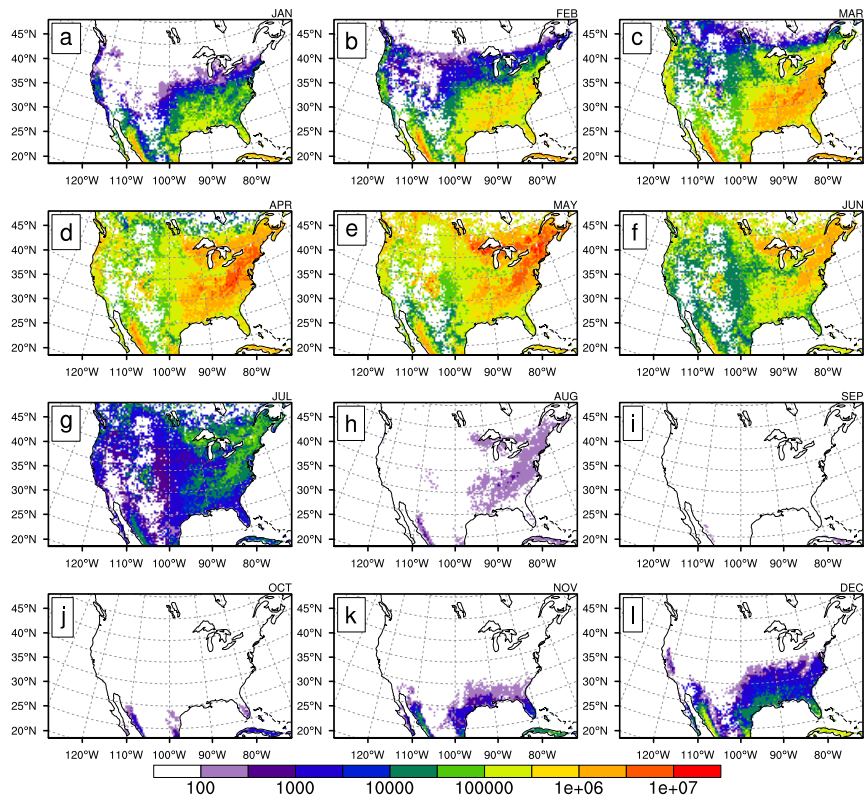 JAN FEB MAR
a b c
45°N 45°N 45°N
40°N 40°N 40°N
35°N 35°N 35°N
30°N 30°N 30°N
25°N 25°N 25°N
20°N 20°N 20°N
120°W 110°W 100°W 90°W 80°W 120°W 110°W 100°W 90°W 80°W 120°W 110°W 100°W 90°W 80°W
APR MAY JUN
d e f
45°N 45°N 45°N
40°N 40°N 40°N
35°N 35°N 35°N
30°N 30°N 30°N
25°N 25°N 25°N
20°N 20°N 20°N
120°W 110°W 100°W 90°W 80°W 120°W 110°W 100°W 90°W 80°W 120°W 110°W 100°W 90°W 80°W
JUL AUG SEP
g h i
45°N 45°N 45°N
40°N 40°N 40°N
35°N 35°N 35°N
30°N 30°N 30°N
25°N 25°N 25°N
20°N 20°N 20°N
120°W 110°W 100°W 90°W 80°W 120°W 110°W 100°W 90°W 80°W 120°W 110°W 100°W 90°W 80°W
OCT NOV DEC
j k l
45°N 45°N 45°N
40°N 40°N 40°N
35°N 35°N 35°N
30°N 30°N 30°N
25°N 25°N 25°N
20°N 20°N 20°N
120°W 110°W 100°W 90°W 80°W 120°W 110°W 100°W 90°W 80°W 120°W 110°W 100°W 90°W 80°W
100 1000 10000 100000 1e+06 1e+07